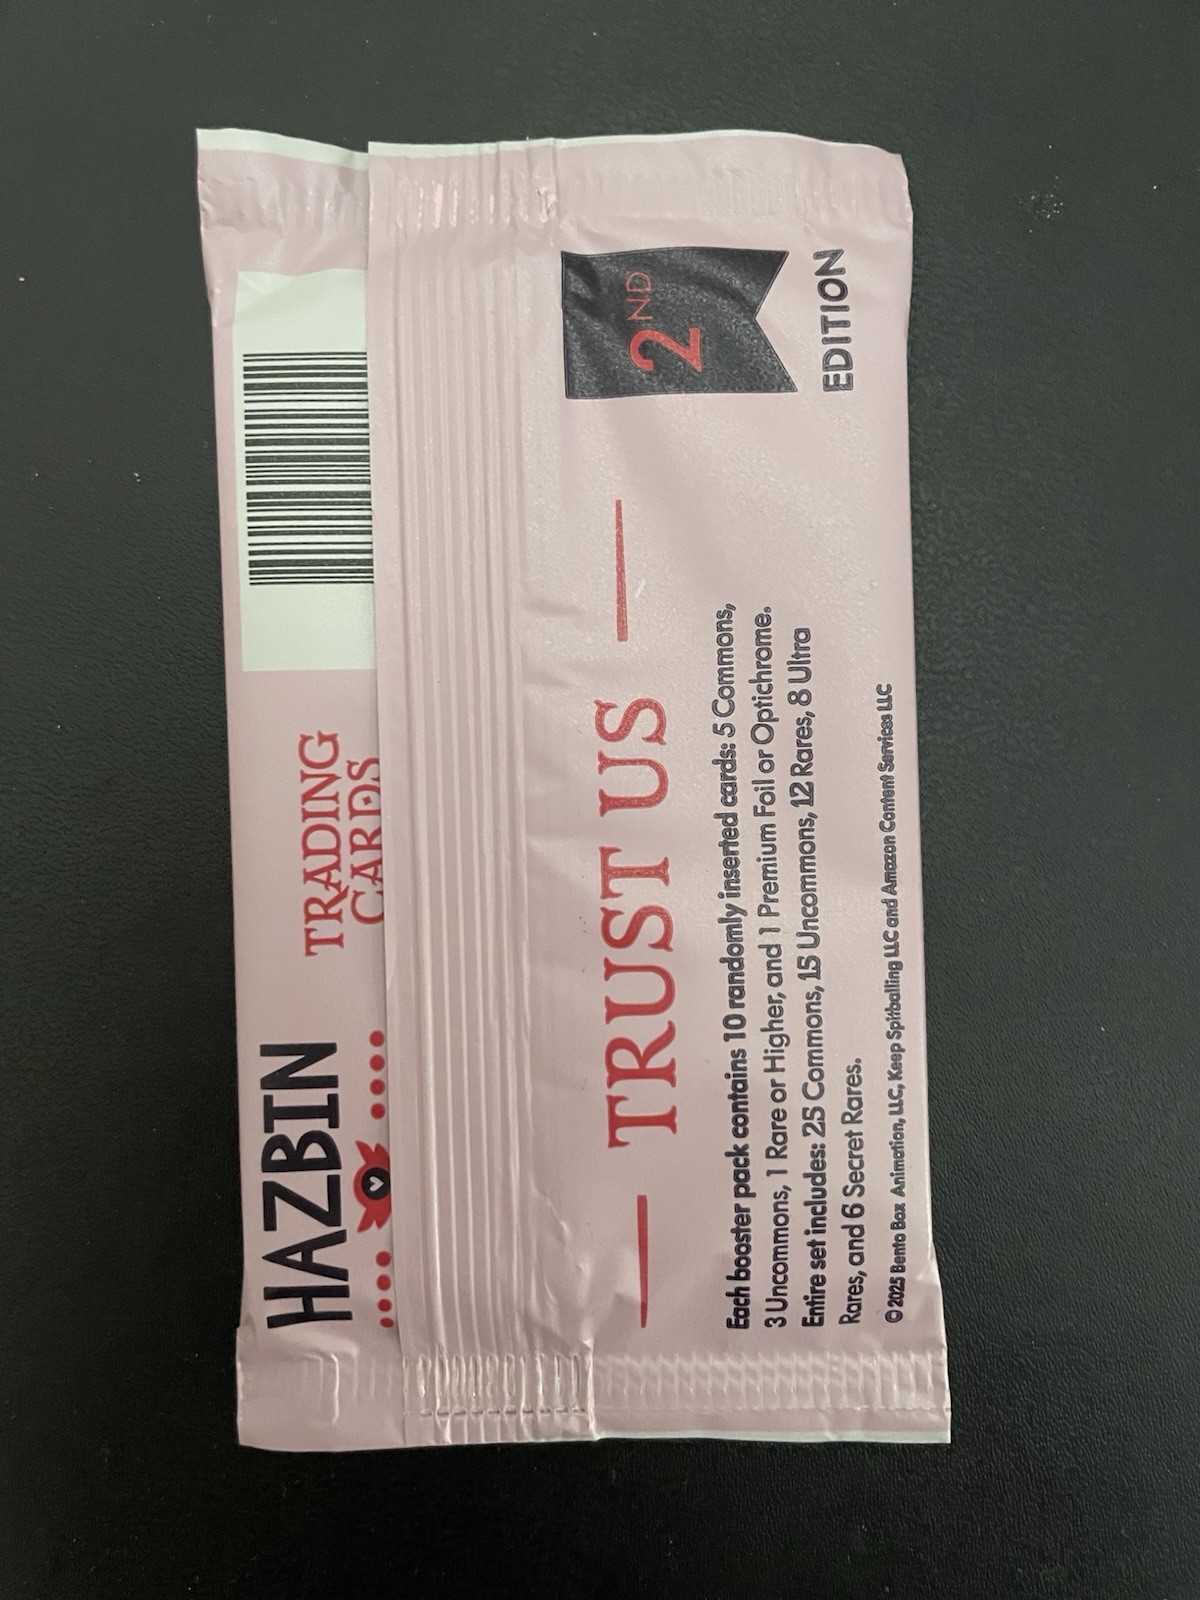 HAZBIN
TRADING
CARDS
TRUST US
2ND
EDITION
Each booster pack contains 10 randomly inserted cards: 5 Commons,
3 Uncommons, 1 Rare or Higher, and 1 Premium Foil or Optichrome.
Entire set includes: 25 Commons, 15 Uncommons, 12 Rares, 8 Ultra
Rares, and 6 Secret Rares.
©2025 Bento Box Animation, LLC, Keep Spitballing LLC and Amazon Content Services LLC